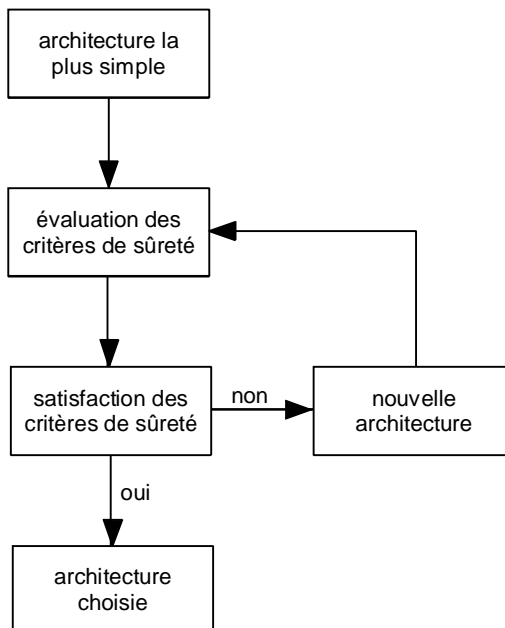 architecture la
plus simple
évaluation des
critères de sûreté
satisfaction des
critères de sûreté
non
nouvelle
architecture
oui
architecture
choisie